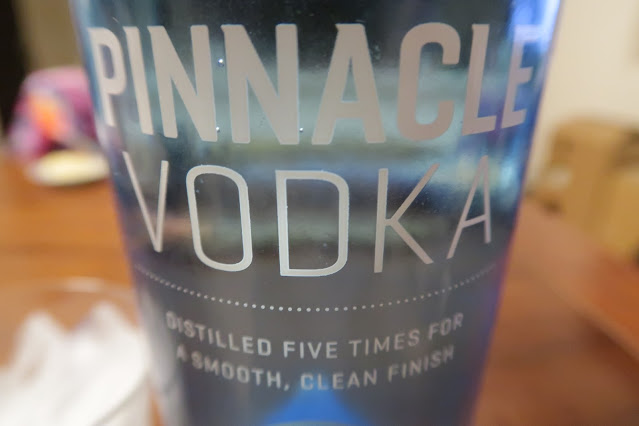 PINNACLE
VODKA
DISTILLED FIVE TIMES FOR
A SMOOTH, CLEAN FINISH